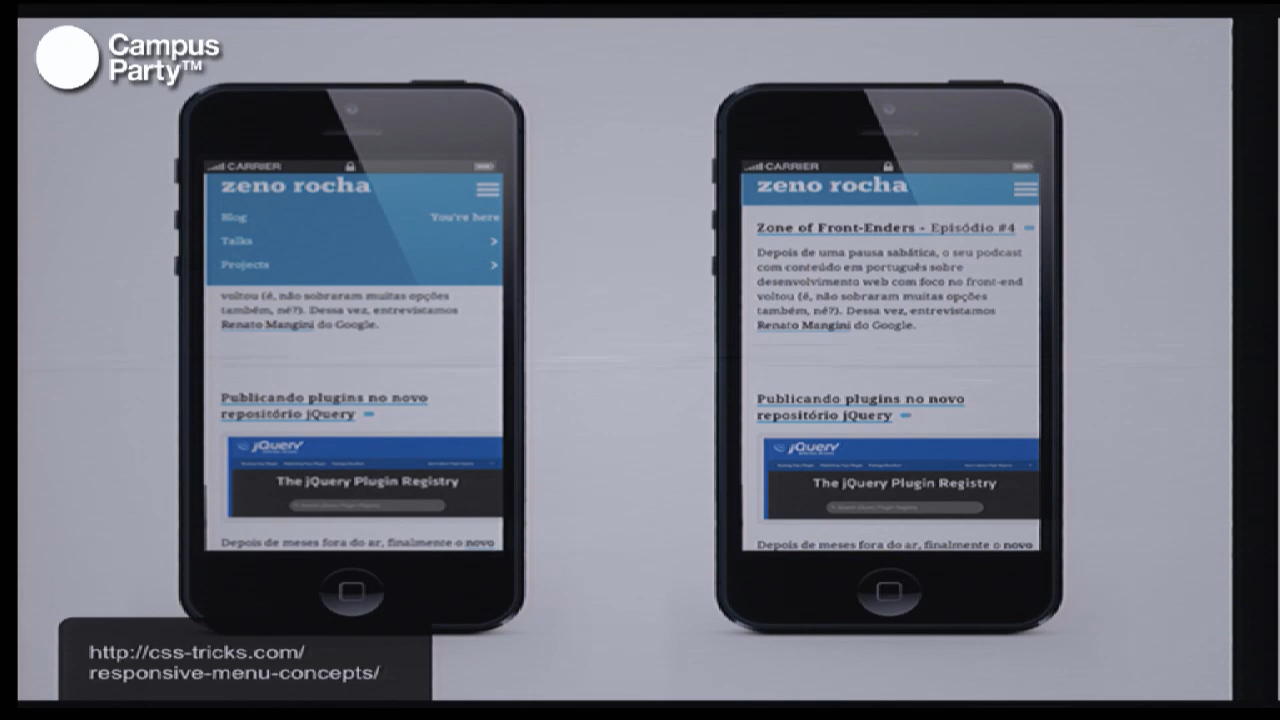 Campus
Party™
CARRIER
zeno rocha
Blog
You're here
Talks
Projects
voltou (é, não sobraram muitas opções
também, né?). Dessa vez, entrevistamos
Renato Mangini do Google.
Publicando plugins no novo
repositório jQuery
jQuery
The jQuery Plugin Registry
Depois de meses fora do ar, finalmente o novo
CARRIER
zeno rocha
Zone of Front-Enders - Episódio #4
Depois de uma pausa sabática, o seu podcast
com conteúdo em português sobre
desenvolvimento web com foco no front-end
voltou (é, não sobraram muitas opções
também, né?). Dessa vez, entrevistamos
Renato Mangini do Google.
Publicando plugins no novo
repositório jQuery
jQuery
The jQuery Plugin Registry
Depois de meses fora do ar, finalmente o novo
http://css-tricks.com/
responsive-menu-concepts/